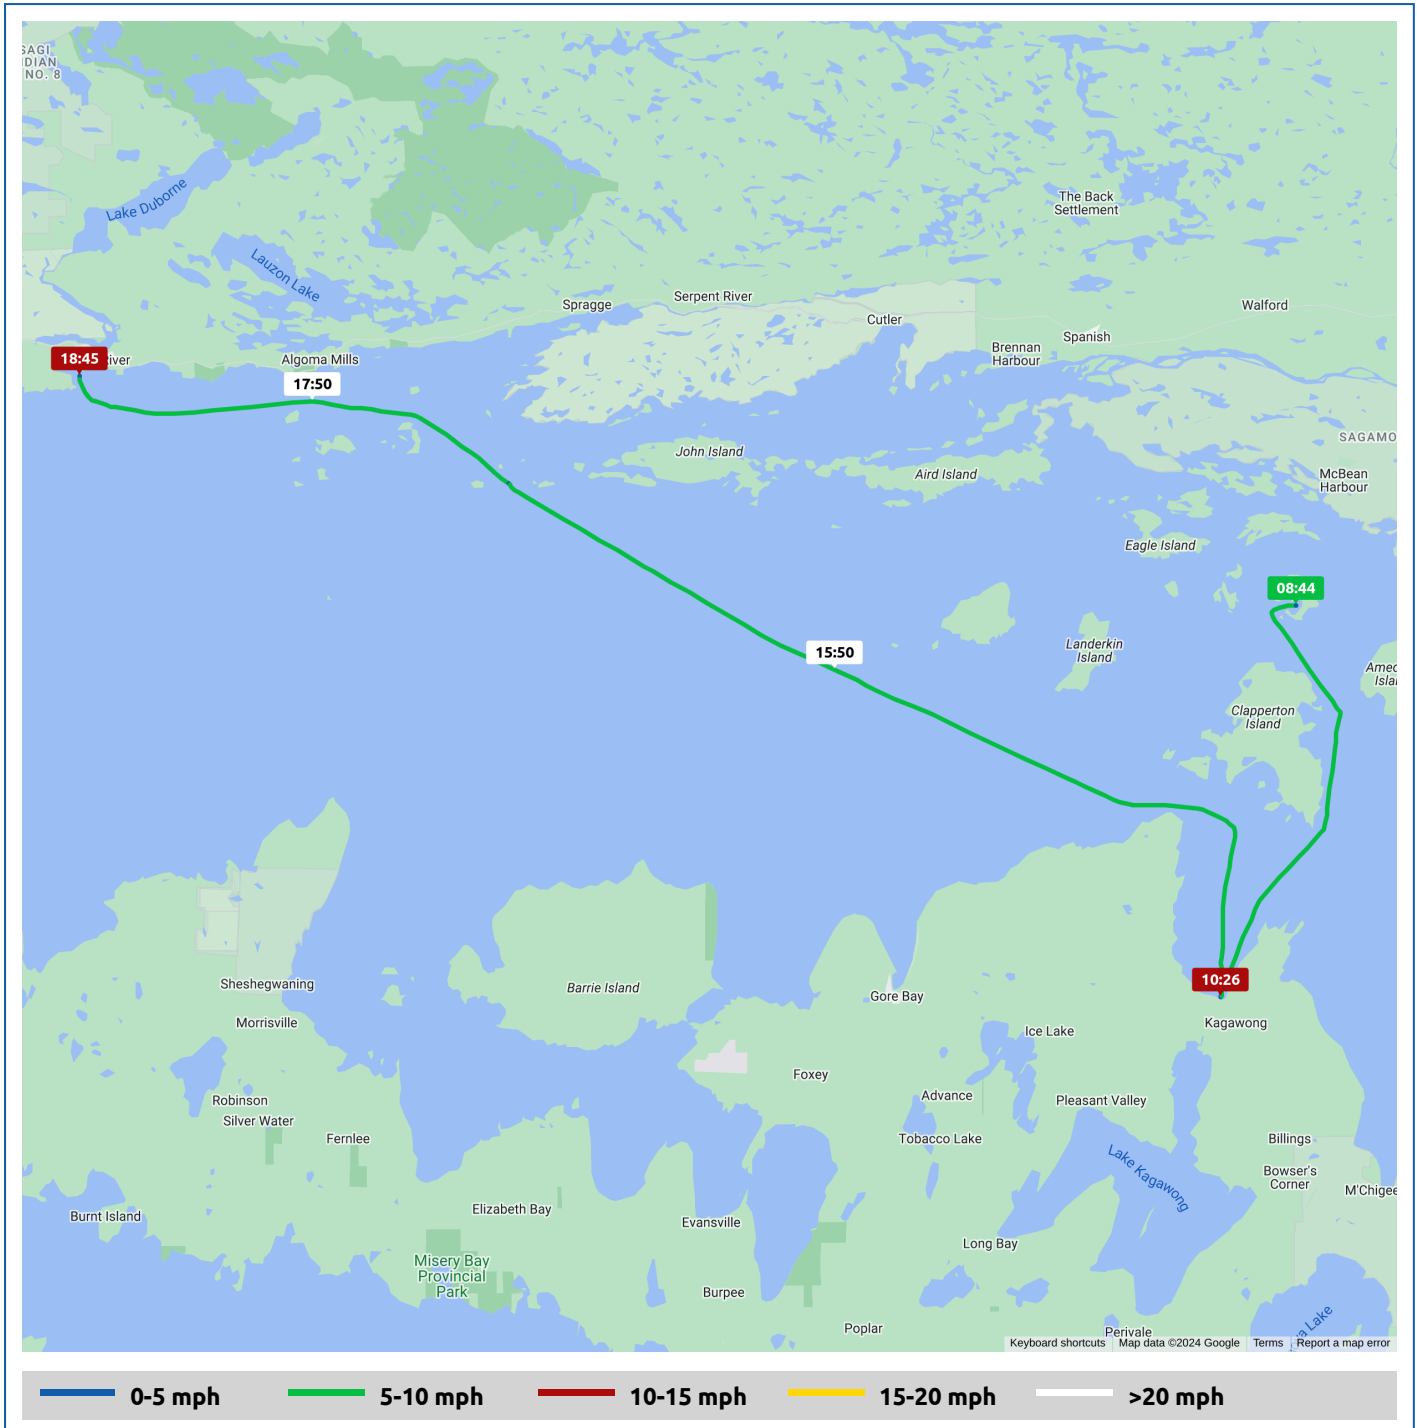 SAGI
DIAN
NO. 8
Lake Duborne
The Back
Settlement
Lauzon Lake
Spragge
Serpent River
Cutler
Walford
Spanish
Brennan
Harbour
18:45
iver
Algoma Mills
17:50
SAGAMO
John Island
Aird Island
McBean
Harbour
Eagle Island
08:44
Landerkin
Island
15:50
Amed
Islan
Clapperton
Island
10:26
Sheshegwaning
Barrie Island
Gore Bay
Morrisville
Kagawong
Ice Lake
Foxey
Robinson
Advance
Pleasant Valley
Silver Water
Fernlee
Tobacco Lake
Billings
Lake Kagawong
Bowser's
Corner
M'Chigee
Burnt Island
Elizabeth Bay
Evansville
Long Bay
Misery Bay
Provincial
Park
Burpee
Poplar
Perivale
a Lake
Keyboard shortcuts
Map data ©2024 Google
Terms
Report a map error
0-5 mph
5-10 mph
10-15 mph
15-20 mph
>20 mph